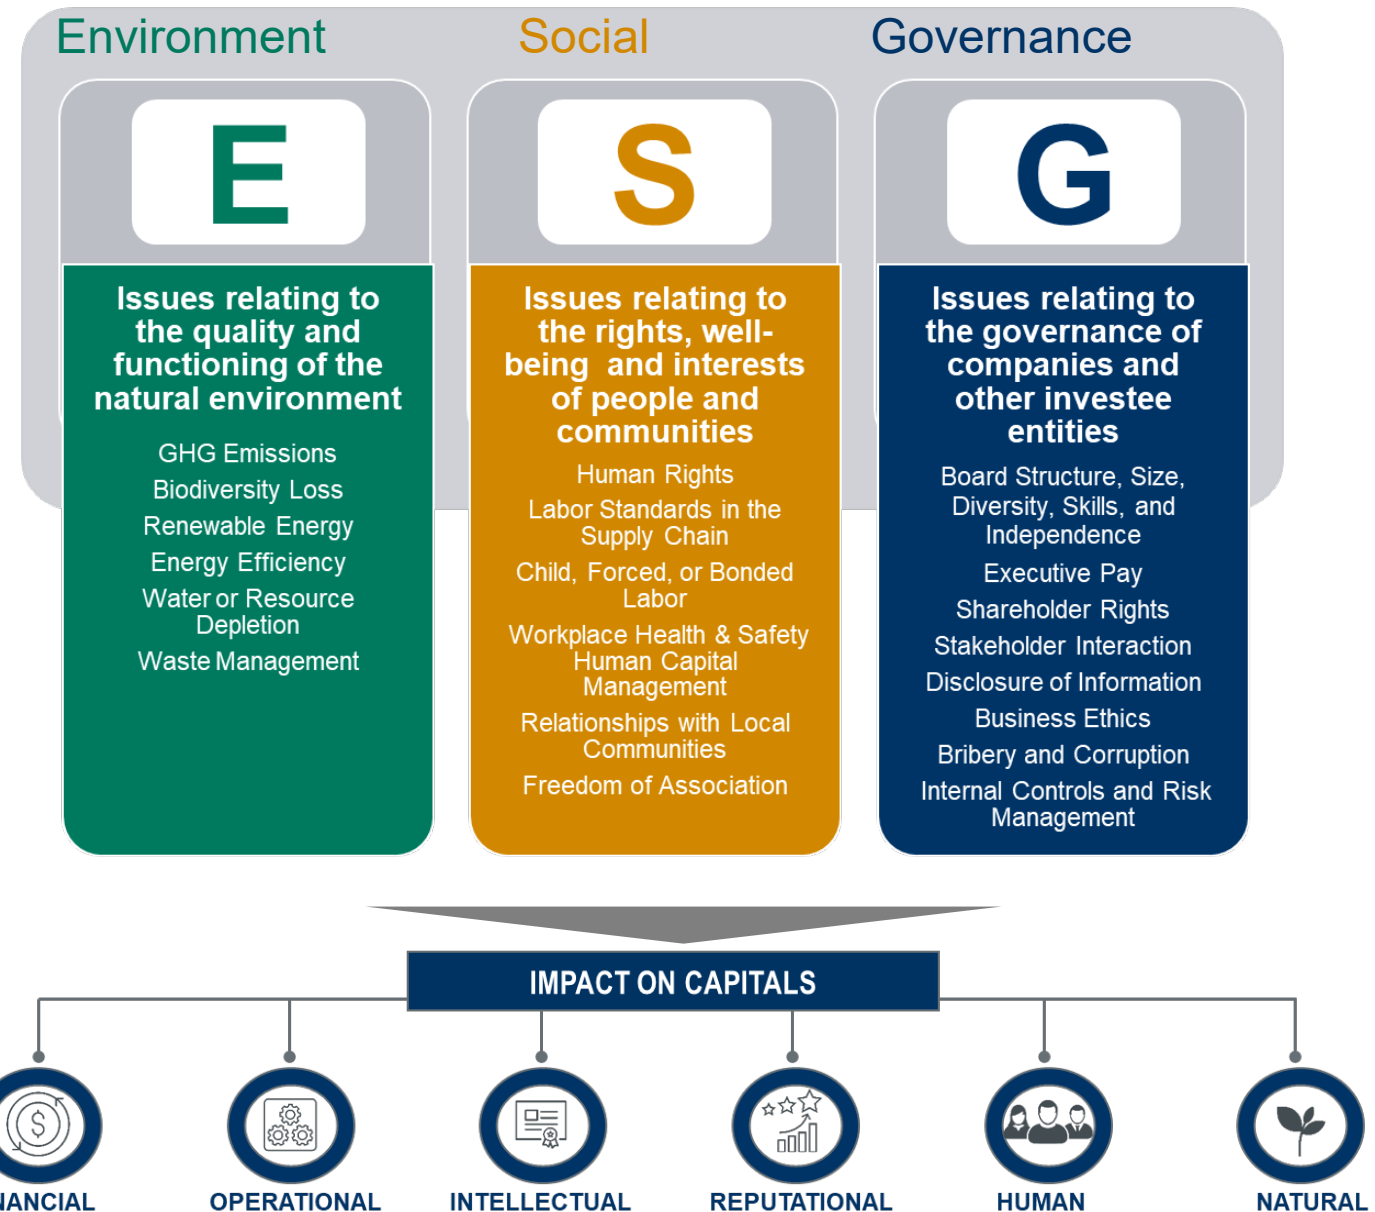 Environment
Social
Governance
E
S
G
Issues relating to
the quality and
functioning of the
natural environment
GHG Emissions
Biodiversity Loss
Renewable Energy
Energy Efficiency
Water or Resource
Depletion
Waste Management
Issues relating to
the rights, well-
being and interests
of people and
communities
Human Rights
Labor Standards in the
Supply Chain
Child, Forced, or Bonded
Labor
Workplace Health & Safety
Human Capital
Management
Relationships with Local
Communities
Freedom of Association
Issues relating to
the governance of
companies and
other investee
entities
Board Structure, Size,
Diversity, Skills, and
Independence
Executive Pay
Shareholder Rights
Stakeholder Interaction
Disclosure of Information
Business Ethics
Bribery and Corruption
Internal Controls and Risk
Management
IMPACT ON CAPITALS
$
NANCIAL
OPERATIONAL
INTELLECTUAL
REPUTATIONAL
HUMAN
NATURAL